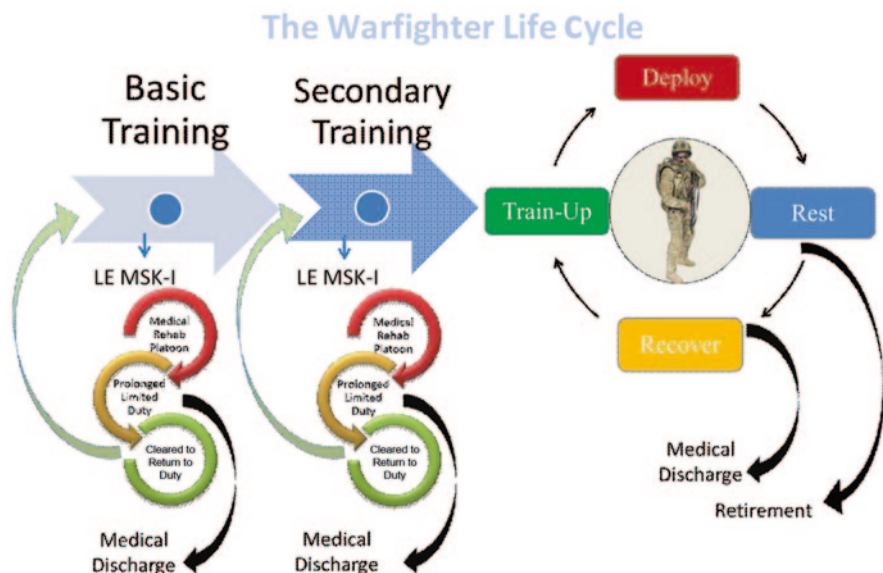 The Warfighter Life Cycle
Basic
Training
LE MSK-I
Medical
Rehab
Platoon
Prolonged
Limited
Duty
Cleared to
Return to
Duty
Medical
Discharge
Secondary
Training
LE MSK-I
Medical
Rehab
Platoon
Prolonged
Limited
Duty
Cleared to
Return to
Duty
Medical
Discharge
Deploy
Train-Up
Rest
Recover
Medical
Discharge
Retirement